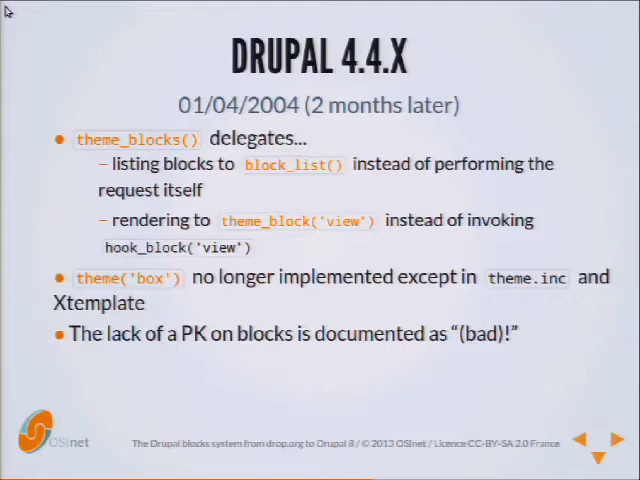 DRUPAL 4.4.X
01/04/2004 (2 months later)
theme_blocks() delegates...
– listing blocks to block_list() instead of performing the
request itself
– rendering to theme_block('view') instead of invoking
hook_block('view')
theme('box') no longer implemented except in theme.inc and
Xtemplate
The lack of a PK on blocks is documented as “(bad)!”
OSInet
The Drupal blocks system from drop.org to Drupal 8 / © 2013 OSInet / Licence CC-BY-SA 2.0 France